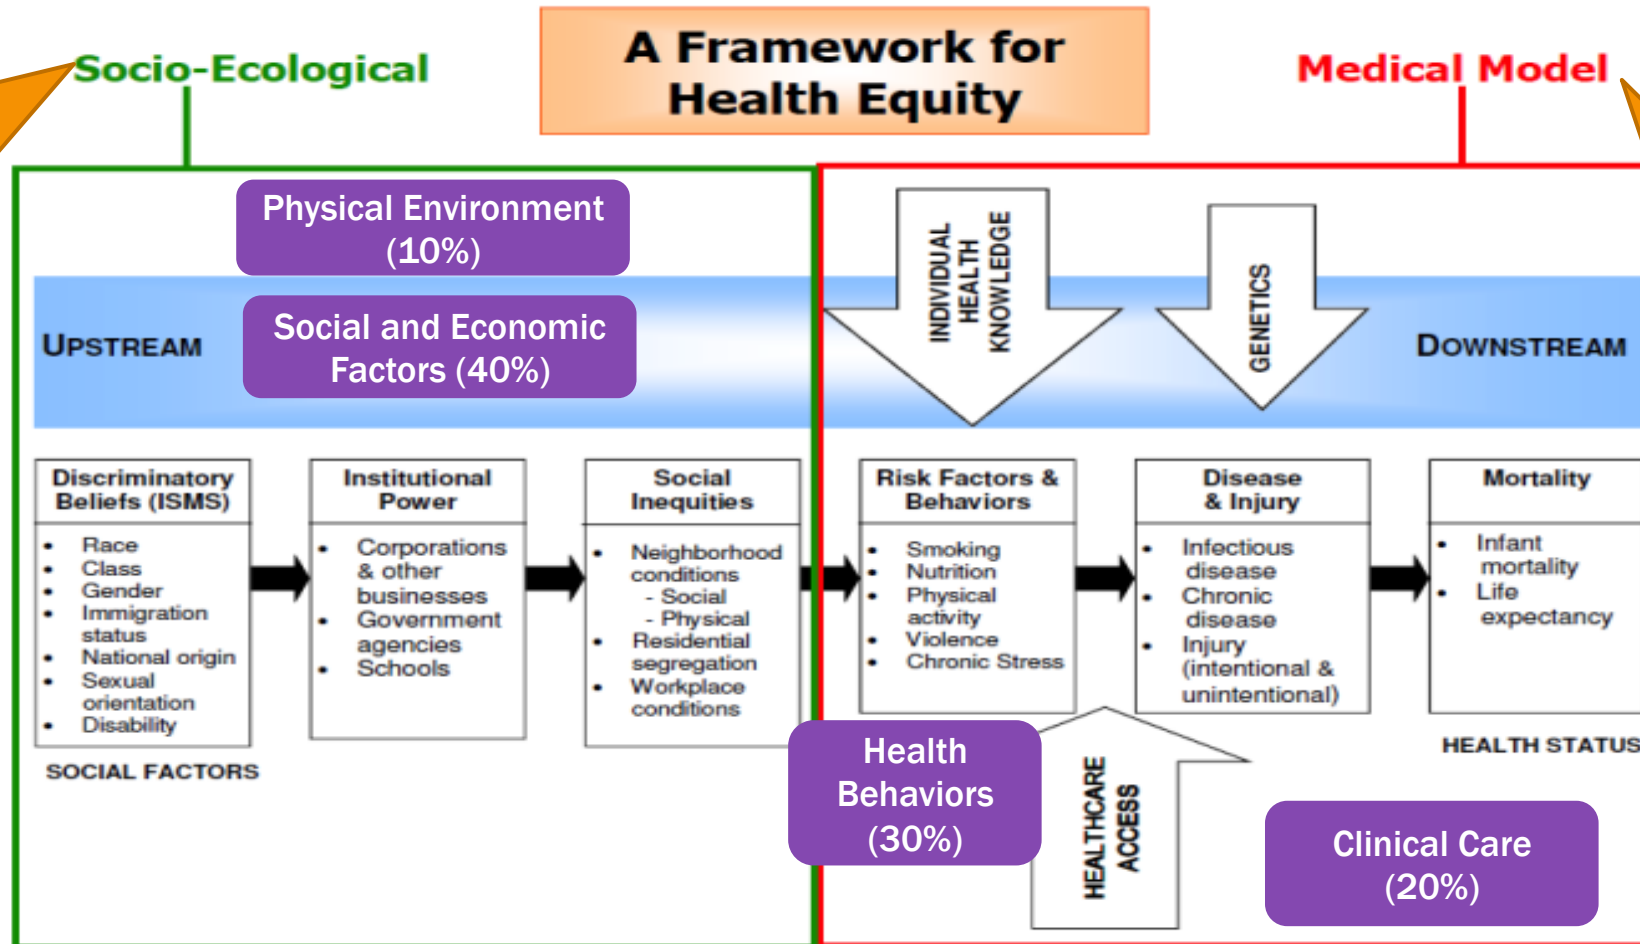 A Framework for
Health Equity
Socio-Ecological
Medical Model
Physical Environment
(10%)
Social and Economic
Factors (40%)
UPSTREAM
INDIVIDUAL
HEALTH
KNOWLEDGE
GENETICS
DOWNSTREAM
Discriminatory
Beliefs (ISMS)
• Race
• Class
• Gender
• Immigration
status
• National origin
• Sexual
orientation
• Disability
SOCIAL FACTORS
Institutional
Power
• Corporations
& other
businesses
• Government
agencies
• Schools
Social
Inequities
• Neighborhood
conditions
- Social
- Physical
• Residential
segregation
• Workplace
conditions
Risk Factors &
Behaviors
• Smoking
• Nutrition
• Physical
activity
• Violence
• Chronic Stress
Disease
& Injury
• Infectious
disease
• Chronic
disease
• Injury
(intentional &
unintentional)
Mortality
• Infant
mortality
• Life
expectancy
HEALTH STATUS
Health
Behaviors
(30%)
HEALTHCARE
ACCESS
Clinical Care
(20%)